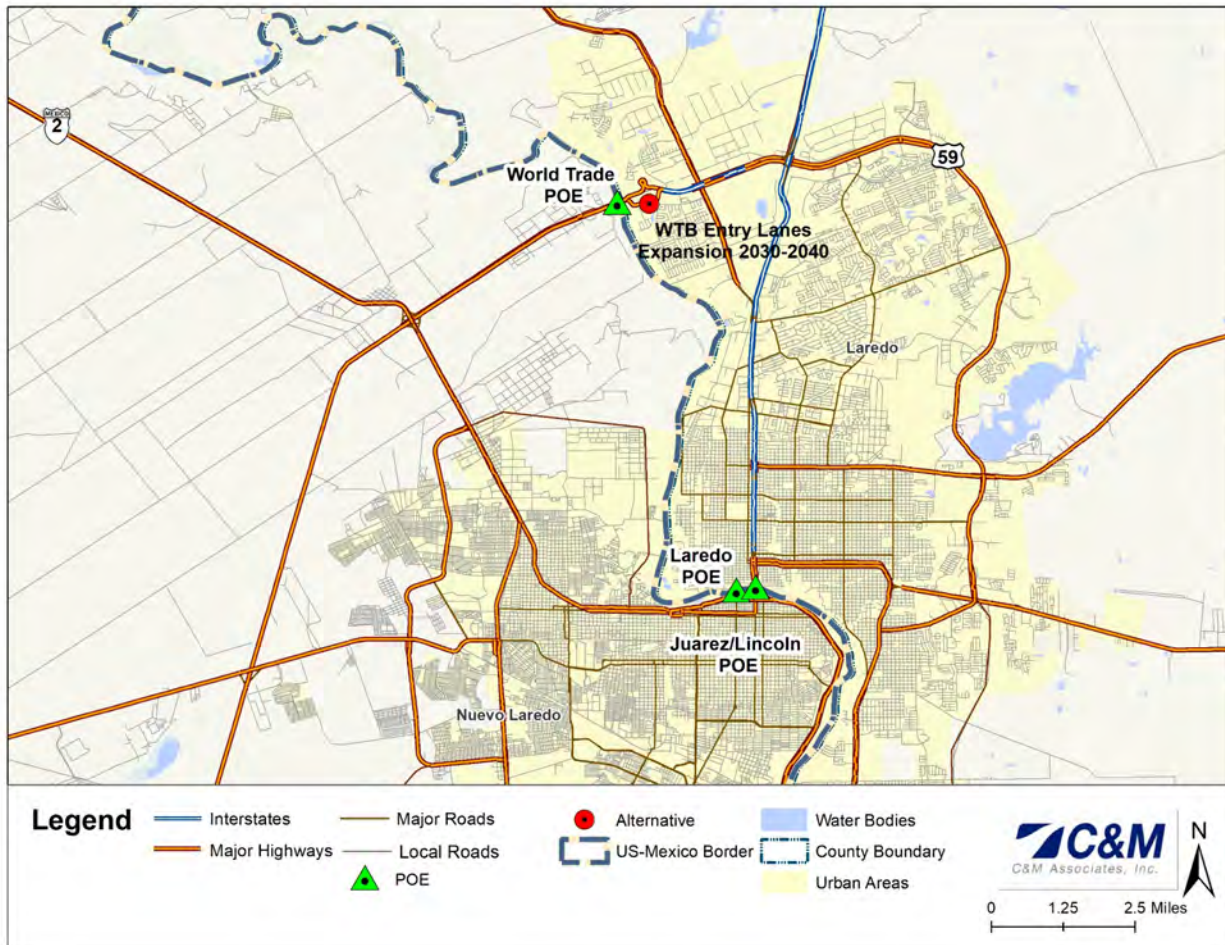 MEXICO
2
59
World Trade
POE
WTB Entry Lanes
Expansion 2030-2040
Laredo
Laredo
POE
Juarez/Lincoln
POE
Nuevo Laredo
Legend
Interstates
Major Highways
Major Roads
Local Roads
POE
Alternative
US-Mexico Border
Water Bodies
County Boundary
Urban Areas
C&M
C&M Associates, Inc.
N
0 1.25 2.5 Miles